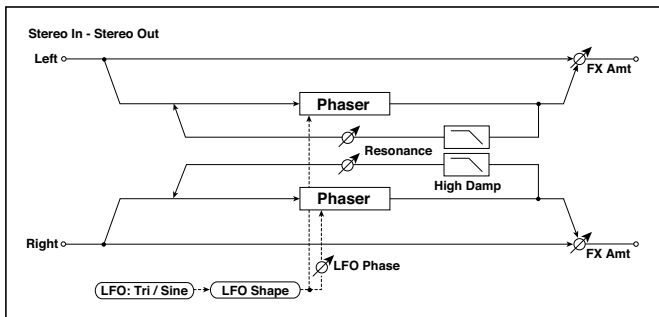 Stereo In - Stereo Out
Left
FX Amt
Phaser
Resonance
High Damp
Phaser
Right
FX Amt
LFO Phase
LFO: Tri / Sine
LFO Shape